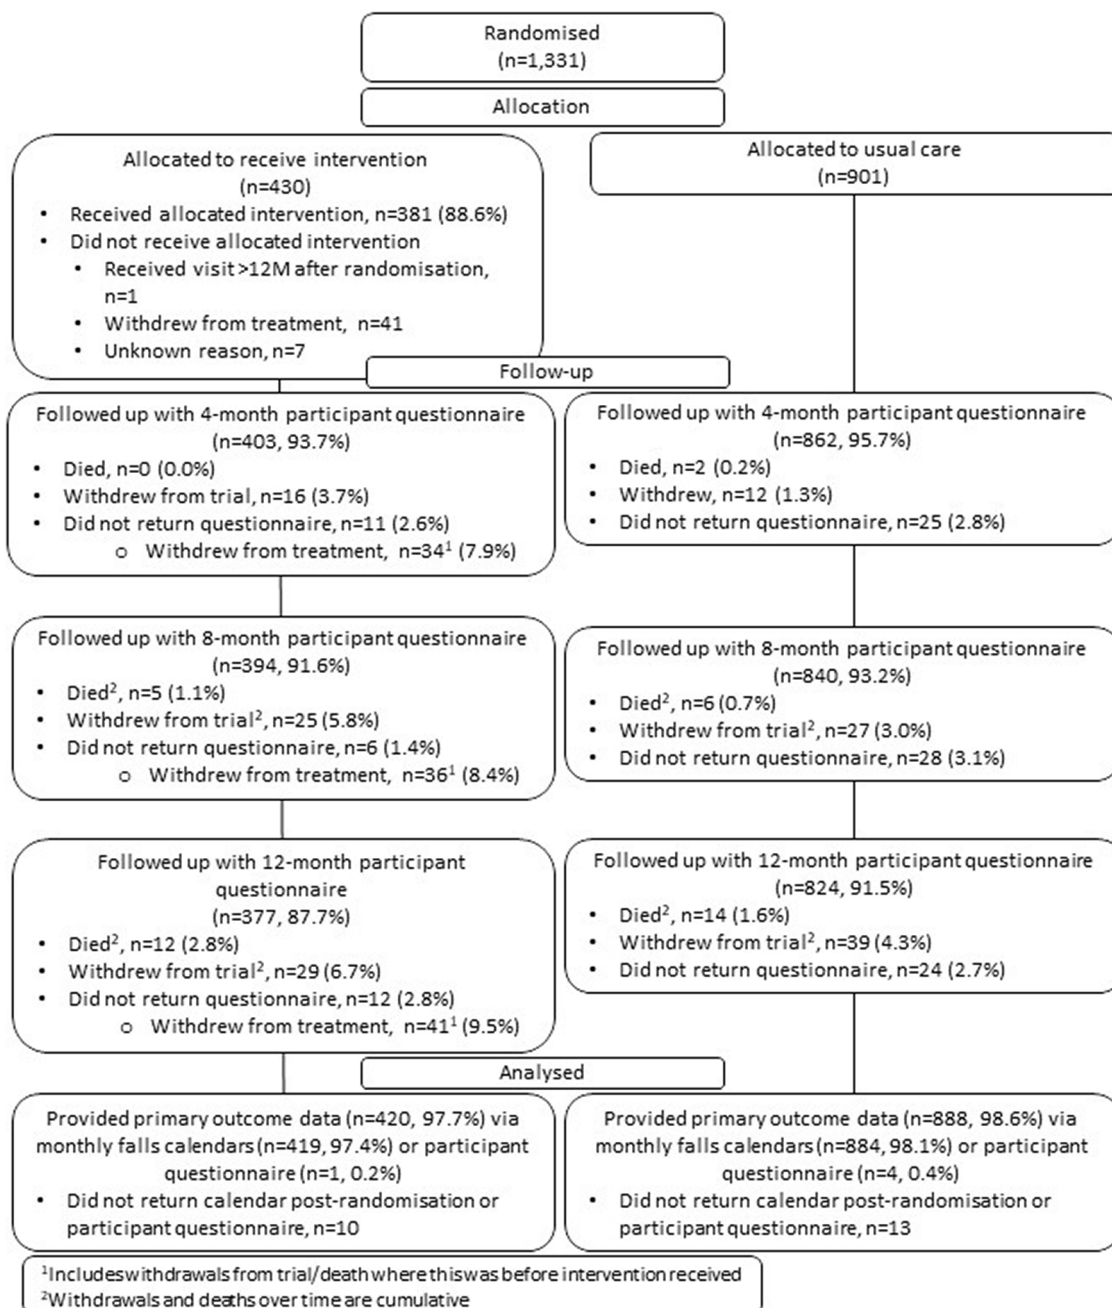 Randomised
(n=1,331)
Allocation
Allocated to receive intervention
(n=430)
• Received allocated intervention, n=381 (88.6%)
• Did not receive allocated intervention
• Received visit >12M after randomisation,
n=1
• Withdrew from treatment, n=41
• Unknown reason, n=7
Allocated to usual care
(n=901)
Follow-up
Followed up with 4-month participant questionnaire
(n=403, 93.7%)
• Died, n=0 (0.0%)
• Withdrew from trial, n=16 (3.7%)
• Did not return questionnaire, n=11 (2.6%)
o Withdrew from treatment, n=34¹ (7.9%)
Followed up with 4-month participant questionnaire
(n=862, 95.7%)
• Died, n=2 (0.2%)
• Withdrew, n=12 (1.3%)
• Did not return questionnaire, n=25 (2.8%)
Followed up with 8-month participant questionnaire
(n=394, 91.6%)
• Died², n=5 (1.1%)
• Withdrew from trial², n=25 (5.8%)
• Did not return questionnaire, n=6 (1.4%)
o Withdrew from treatment, n=36¹ (8.4%)
Followed up with 8-month participant questionnaire
(n=840, 93.2%)
• Died², n=6 (0.7%)
• Withdrew from trial², n=27 (3.0%)
• Did not return questionnaire, n=28 (3.1%)
Followed up with 12-month participant
questionnaire
(n=377, 87.7%)
• Died², n=12 (2.8%)
• Withdrew from trial², n=29 (6.7%)
• Did not return questionnaire, n=12 (2.8%)
o Withdrew from treatment, n=41¹ (9.5%)
Followed up with 12-month participant questionnaire
(n=824, 91.5%)
• Died², n=14 (1.6%)
• Withdrew from trial², n=39 (4.3%)
• Did not return questionnaire, n=24 (2.7%)
Analysed
Provided primary outcome data (n=420, 97.7%) via
monthly falls calendars (n=419, 97.4%) or participant
questionnaire (n=1, 0.2%)
• Did not return calendar post-randomisation or
participant questionnaire, n=10
Provided primary outcome data (n=888, 98.6%) via
monthly falls calendars (n=884, 98.1%) or participant
questionnaire (n=4, 0.4%)
• Did not return calendar post-randomisation or
participant questionnaire, n=13
¹Includes withdrawals from trial/death where this was before intervention received
²Withdrawals and deaths over time are cumulative